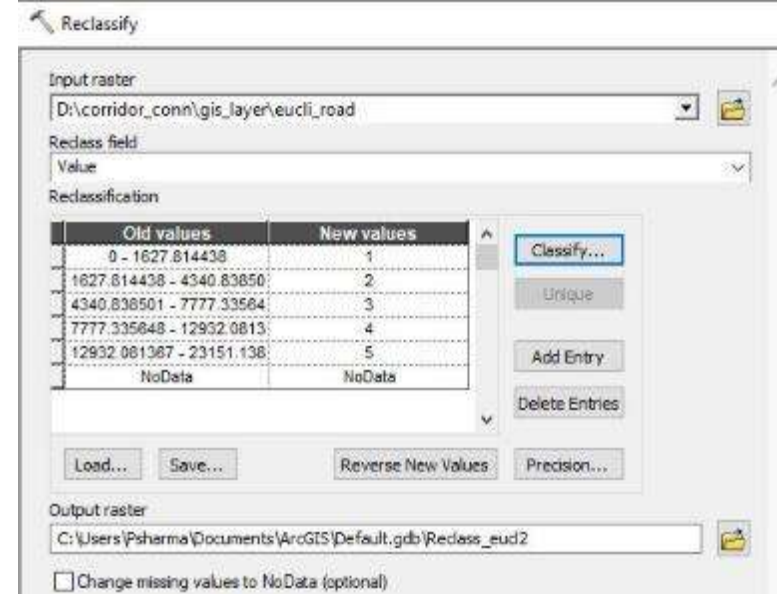 Reclassify
Input raster
D:\corridor_conn\gis_layer\eucli_road
Reclass field
Value
Reclassification
Old values New values
0 - 1627.814438 1
1627.814438 - 4340.83850 2
4340.838501 - 7777.33564 3
7777.335648 - 12932.0813 4
12932.081367 - 23151.138 5
NoData NoData
Classify...
Unique
Add Entry
Delete Entries
Load... Save... Reverse New Values Precision...
Output raster
C:\Users\Psharma\Documents\ArcGIS\Default.gdb\Reclass_eucl2
Change missing values to NoData (optional)